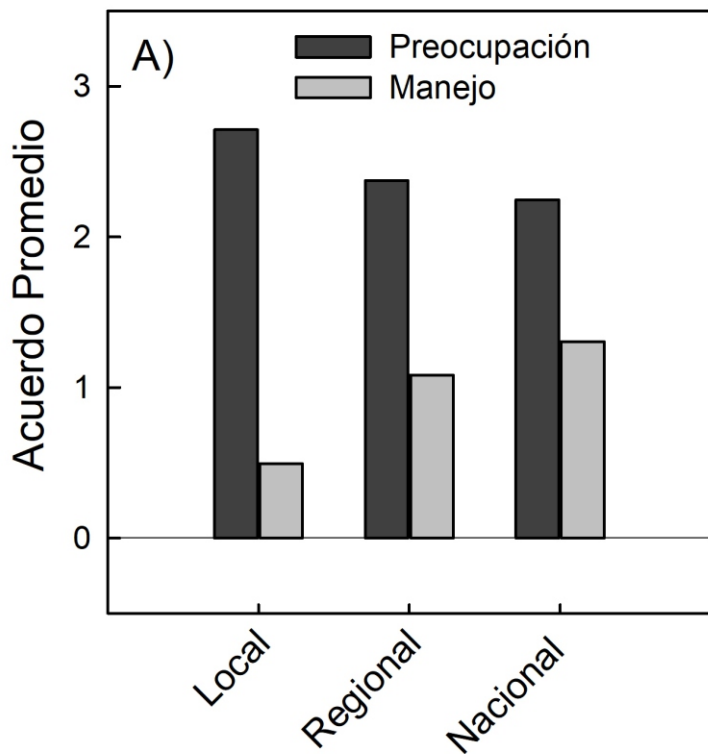 A)
Preocupación
Manejo
Acuerdo Promedio
3
2
1
0
Local
Regional
Nacional